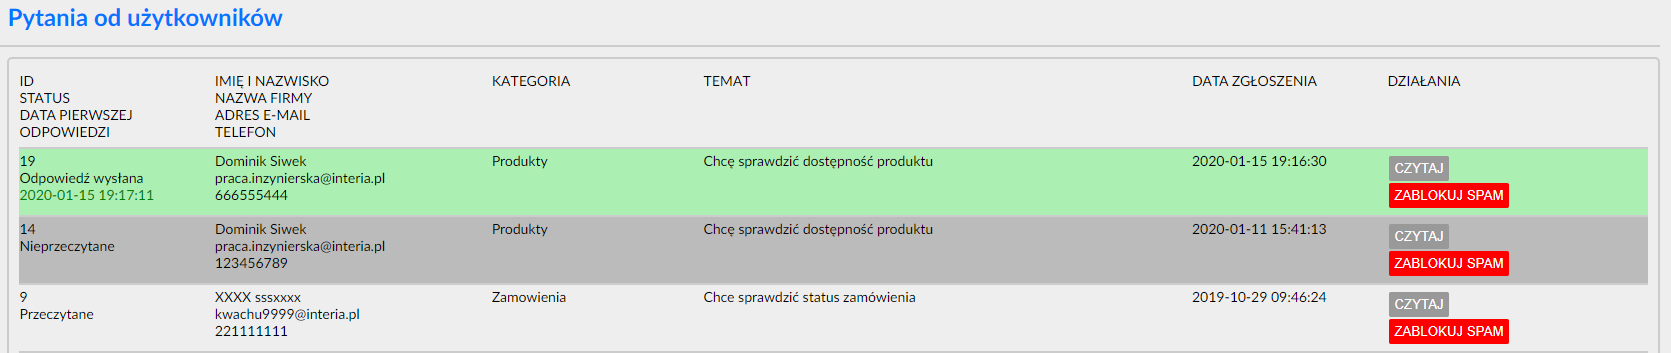 Pytania od użytkowników
ID
STATUS
DATA PIERWSZEJ
ODPOWIEDZI
IMIĘ I NAZWISKO
NAZWA FIRMY
ADRES E-MAIL
TELEFON
KATEGORIA
TEMAT
DATA ZGŁOSZENIA
DZIAŁANIA
19
Odpowiedź wysłana
2020-01-15 19:17:11
Dominik Siwek
praca.inzynierska@interia.pl
666555444
Produkty
Chcę sprawdzić dostępność produktu
2020-01-15 19:16:30
CZYTAJ
ZABLOKUJ SPAM
14
Nieprzeczytane
Dominik Siwek
praca.inzynierska@interia.pl
123456789
Produkty
Chcę sprawdzić dostępność produktu
2020-01-11 15:41:13
CZYTAJ
ZABLOKUJ SPAM
9
Przeczytane
XXXX sssxxxx
kwachu9999@interia.pl
221111111
Zamowienia
Chce sprawdzić status zamówienia
2019-10-29 09:46:24
CZYTAJ
ZABLOKUJ SPAM